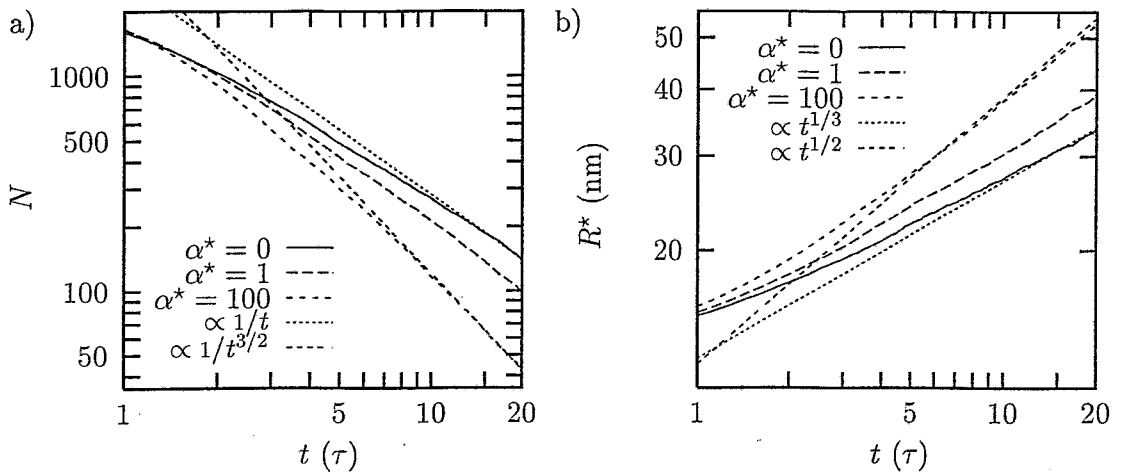 a)
1000
500
100
50
N
α* = 0
α* = 1
α* = 100
∝ 1/t
∝ 1/t^{3/2}
1 5 10 20
t (τ)
b)
50
40
30
20
R* (nm)
α* = 0
α* = 1
α* = 100
∝ t^{1/3}
∝ t^{1/2}
1 5 10 20
t (τ)